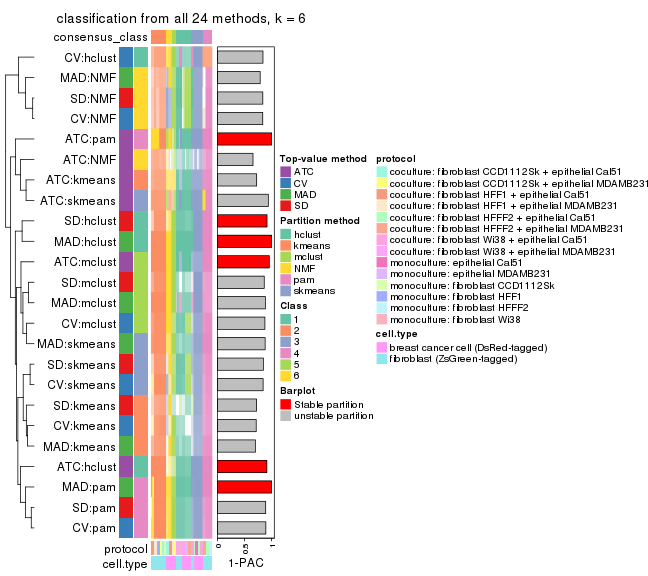 classification from all 24 methods, k = 6
consensus_class
CV:hclust
MAD:NMF
SD:NMF
CV:NMF
ATC:pam
ATC:NMF
ATC:kmeans
ATC:skmeans
SD:hclust
MAD:hclust
ATC:mclust
SD:mclust
MAD:mclust
CV:mclust
MAD:skmeans
SD:skmeans
CV:skmeans
SD:kmeans
CV:kmeans
MAD:kmeans
ATC:hclust
MAD:pam
SD:pam
CV:pam
protocol
cell.type
0
0.5
1
1-PAC
Top-value method
ATC
CV
MAD
SD
Partition method
hclust
kmeans
mclust
NMF
pam
skmeans
Class
1
2
3
4
5
6
Barplot
Stable partition
unstable partition
protocol
coculture: fibroblast CCD1112Sk + epithelial Cal51
coculture: fibroblast CCD1112Sk + epithelial MDAMB231
coculture: fibroblast HFF1 + epithelial Cal51
coculture: fibroblast HFF1 + epithelial MDAMB231
coculture: fibroblast HFFF2 + epithelial Cal51
coculture: fibroblast HFFF2 + epithelial MDAMB231
coculture: fibroblast Wi38 + epithelial Cal51
coculture: fibroblast Wi38 + epithelial MDAMB231
monoculture: epithelial Cal51
monoculture: epithelial MDAMB231
monoculture: fibroblast CCD1112Sk
monoculture: fibroblast HFF1
monoculture: fibroblast HFFF2
monoculture: fibroblast Wi38
cell.type
breast cancer cell (DsRed-tagged)
fibroblast (ZsGreen-tagged)